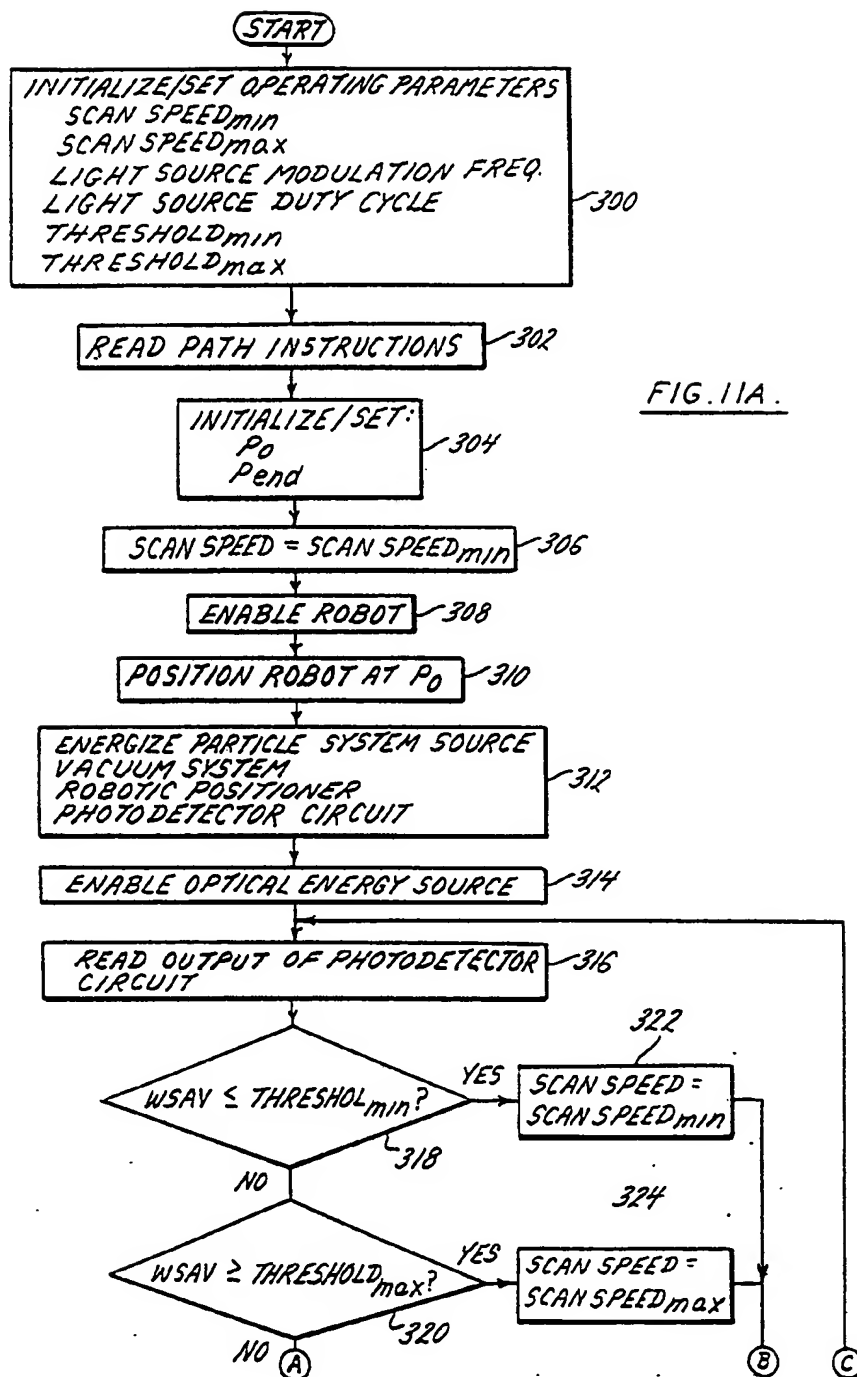 START
INITIALIZE/SET OPERATING PARAMETERS
SCAN SPEEDmin
SCAN SPEEDmax
LIGHT SOURCE MODULATION FREQ.
LIGHT SOURCE DUTY CYCLE
THRESHOLDmin
THRESHOLDmax
300
READ PATH INSTRUCTIONS
302
FIG. 11A.
INITIALIZE/SET:
Po
Pend
304
SCAN SPEED = SCAN SPEEDmin
306
ENABLE ROBOT
308
POSITION ROBOT AT Po
310
ENERGIZE PARTICLE SYSTEM SOURCE
VACUUM SYSTEM
ROBOTIC POSITIONER
PHOTODETECTOR CIRCUIT
312
ENABLE OPTICAL ENERGY SOURCE
314
READ OUTPUT OF PHOTODETECTOR
CIRCUIT
316
WSAV ≤ THRESHOLmin?
318
YES
322
SCAN SPEED =
SCAN SPEEDmin
NO
324
WSAV ≥ THRESHOLDmax?
320
YES
SCAN SPEED =
SCAN SPEEDmax
NO
A
B
C